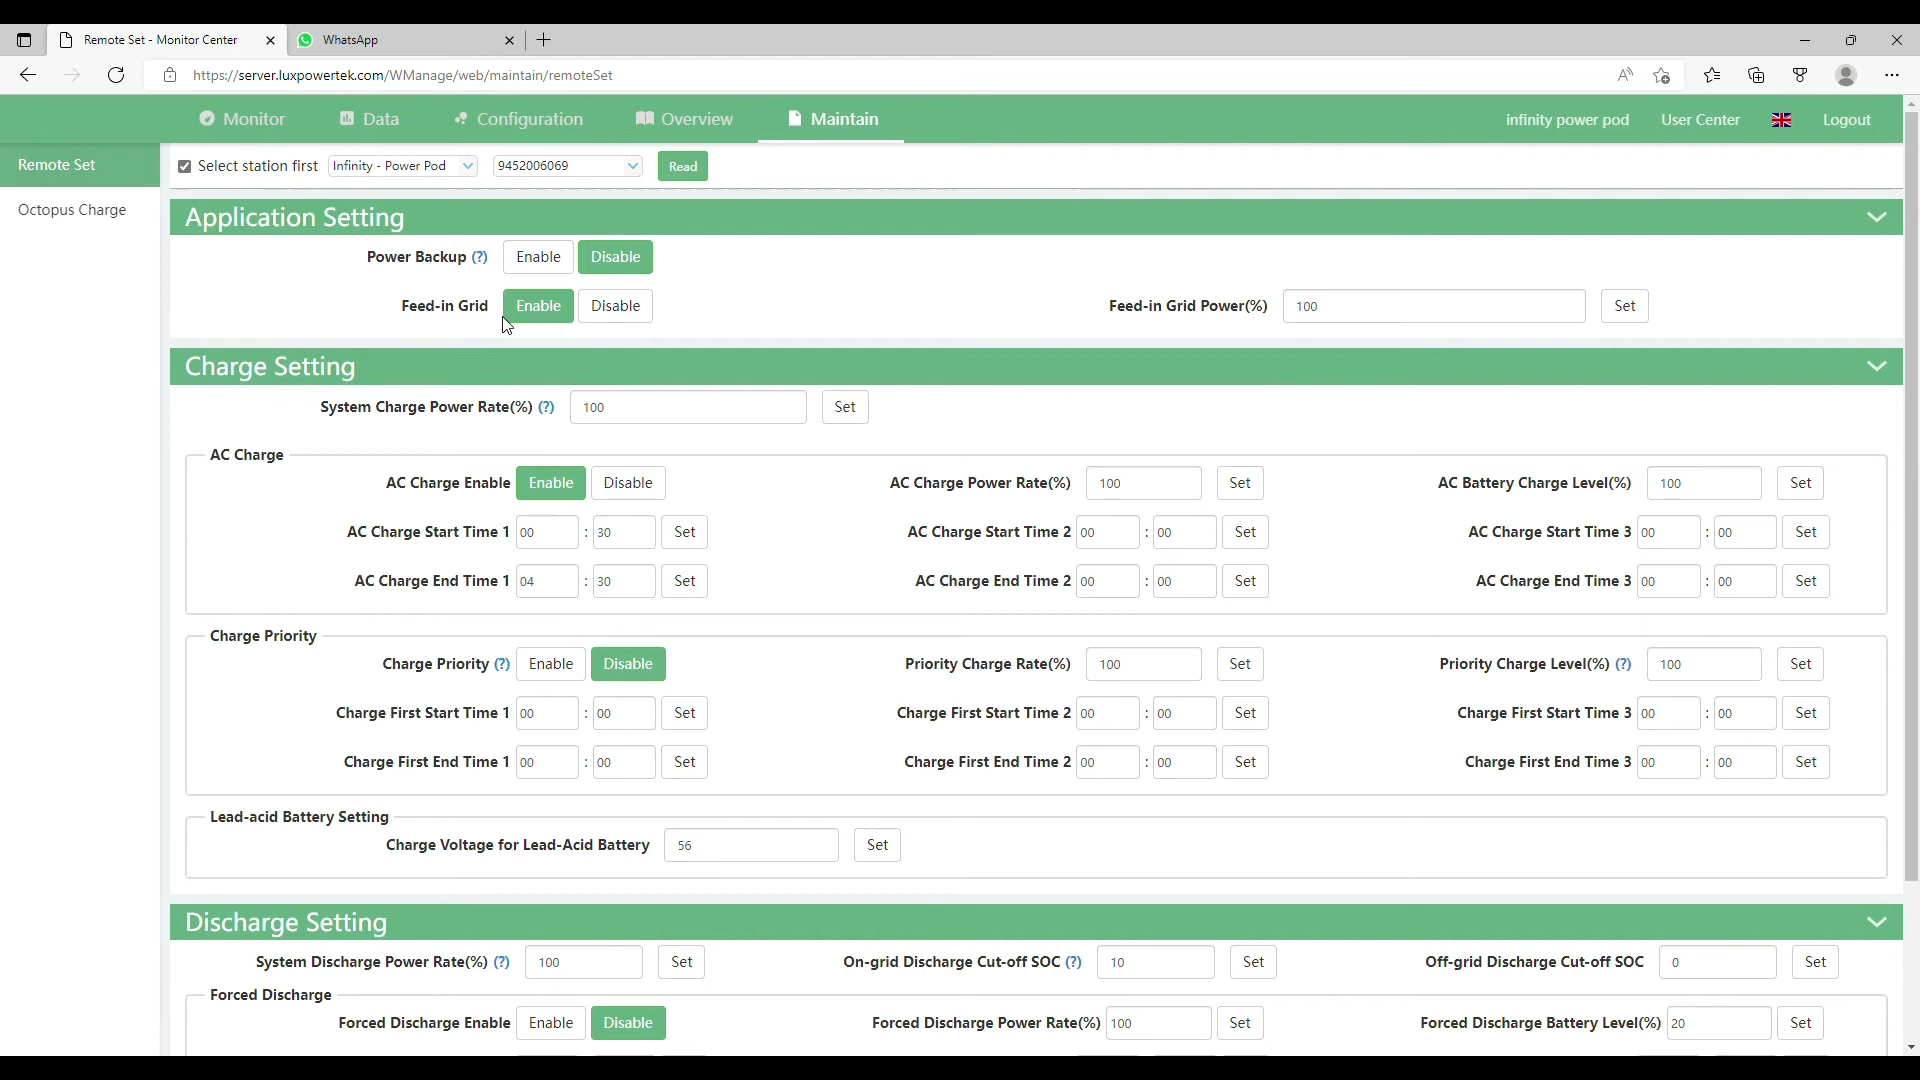 Remote Set - Monitor Center
WhatsApp
https://server.luxpowertek.com/WManage/web/maintain/remoteSet
Monitor Data Configuration Overview Maintain infinity power pod User Center Logout
Remote Set
Octopus Charge
Select station first Infinity - Power Pod 9452006069 Read
Application Setting
Power Backup (?) Enable Disable
Feed-in Grid Enable Disable Feed-in Grid Power(%) 100 Set
Charge Setting
System Charge Power Rate(%) (?) 100 Set
AC Charge
AC Charge Enable Enable Disable AC Charge Power Rate(%) 100 Set AC Battery Charge Level(%) 100 Set
AC Charge Start Time 1 00 : 30 Set AC Charge Start Time 2 00 : 00 Set AC Charge Start Time 3 00 : 00 Set
AC Charge End Time 1 04 : 30 Set AC Charge End Time 2 00 : 00 Set AC Charge End Time 3 00 : 00 Set
Charge Priority
Charge Priority (?) Enable Disable Priority Charge Rate(%) 100 Set Priority Charge Level(%) (?) 100 Set
Charge First Start Time 1 00 : 00 Set Charge First Start Time 2 00 : 00 Set Charge First Start Time 3 00 : 00 Set
Charge First End Time 1 00 : 00 Set Charge First End Time 2 00 : 00 Set Charge First End Time 3 00 : 00 Set
Lead-acid Battery Setting
Charge Voltage for Lead-Acid Battery 56 Set
Discharge Setting
System Discharge Power Rate(%) (?) 100 Set On-grid Discharge Cut-off SOC (?) 10 Set Off-grid Discharge Cut-off SOC 0 Set
Forced Discharge
Forced Discharge Enable Enable Disable Forced Discharge Power Rate(%) 100 Set Forced Discharge Battery Level(%) 20 Set